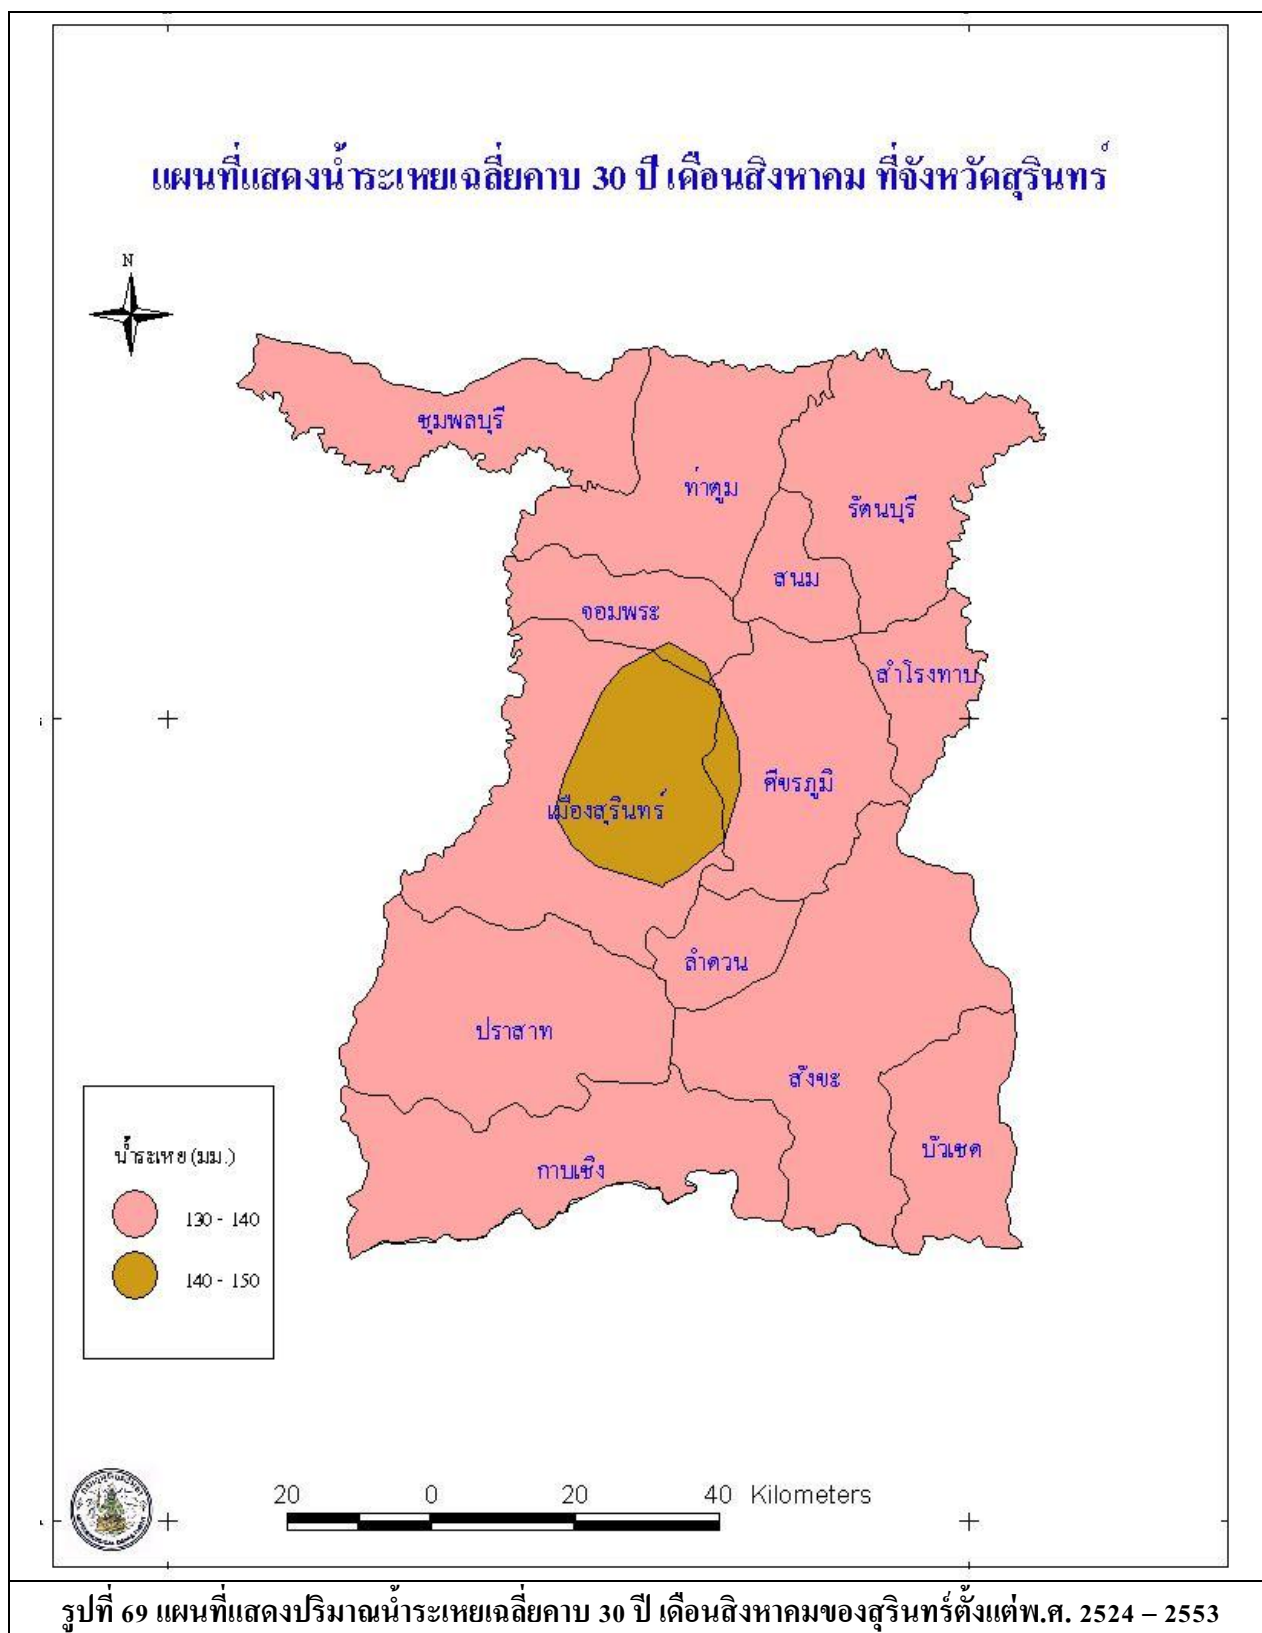 แผนที่แสดงน้ำระเหยเฉลี่ยคาบ 30 ปี เดือนสิงหาคม ที่จังหวัดสุรินทร์
N
ชุมพลบุรี
ท่าตูม
รัตนบุรี
สนม
จอมพระ
สำโรงทาบ
ศีขรภูมิ
เมืองสุรินทร์
ลำดวน
ปราสาท
สังขะ
บัวเชด
กาบเชิง
น้ำระเหย (มม.)
130 - 140
140 - 150
20 0 20 40 Kilometers
รูปที่ 69 แผนที่แสดงปริมาณน้ำระเหยเฉลี่ยคาบ 30 ปี เดือนสิงหาคมของสุรินทร์ตั้งแต่พ.ศ. 2524 – 2553